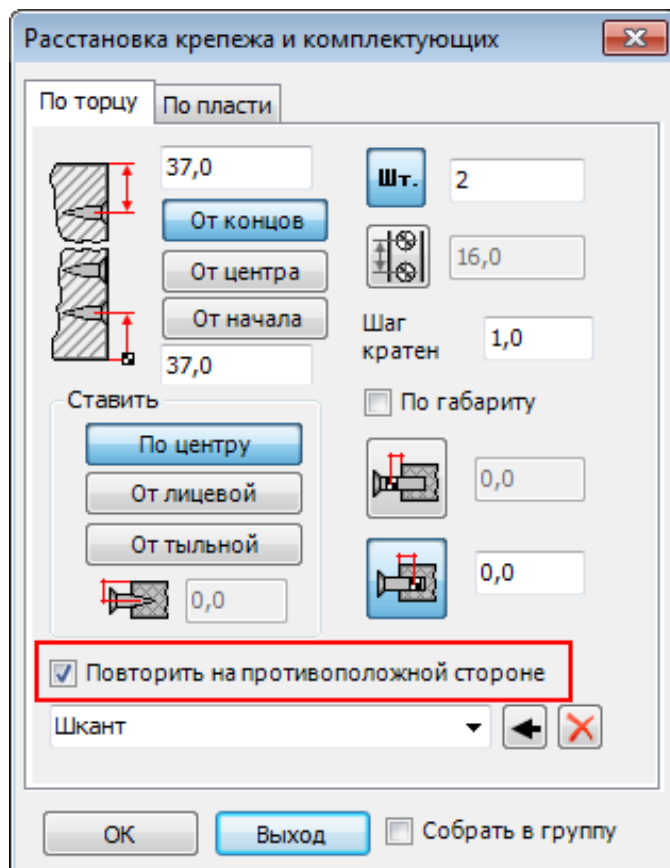 Расстановка крепежа и комплектующих
По торцу
По пласти
37,0
Шт.
2
От концов
От центра
16,0
От начала
Шаг
кратен
1,0
37,0
Ставить
По габариту
По центру
От лицевой
0,0
От тыльной
0,0
0,0
Повторить на противоположной стороне
Шкант
ОК
Выход
Собрать в группу